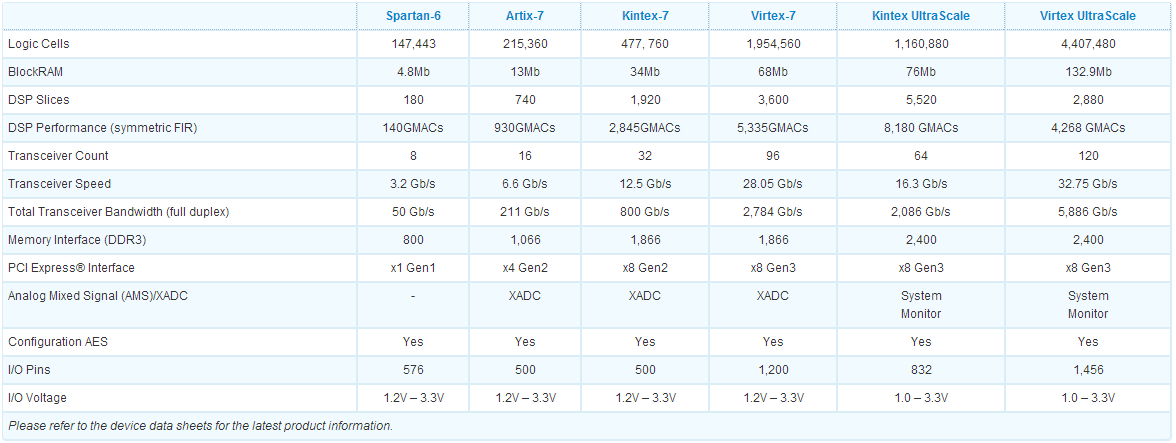 Spartan-6 Artix-7 Kintex-7 Virtex-7 Kintex UltraScale Virtex UltraScale
Logic Cells 147,443 215,360 477, 760 1,954,560 1,160,880 4,407,480
BlockRAM 4.8Mb 13Mb 34Mb 68Mb 76Mb 132.9Mb
DSP Slices 180 740 1,920 3,600 5,520 2,880
DSP Performance (symmetric FIR) 140GMACs 930GMACs 2,845GMACs 5,335GMACs 8,180 GMACs 4,268 GMACs
Transceiver Count 8 16 32 96 64 120
Transceiver Speed 3.2 Gb/s 6.6 Gb/s 12.5 Gb/s 28.05 Gb/s 16.3 Gb/s 32.75 Gb/s
Total Transceiver Bandwidth (full duplex) 50 Gb/s 211 Gb/s 800 Gb/s 2,784 Gb/s 2,086 Gb/s 5,886 Gb/s
Memory Interface (DDR3) 800 1,066 1,866 1,866 2,400 2,400
PCI Express® Interface x1 Gen1 x4 Gen2 x8 Gen2 x8 Gen3 x8 Gen3 x8 Gen3
Analog Mixed Signal (AMS)/XADC - XADC XADC XADC System System
Monitor Monitor
Configuration AES Yes Yes Yes Yes Yes Yes
I/O Pins 576 500 500 1,200 832 1,456
I/O Voltage 1.2V – 3.3V 1.2V – 3.3V 1.2V – 3.3V 1.2V – 3.3V 1.0 – 3.3V 1.0 – 3.3V
Please refer to the device data sheets for the latest product information.